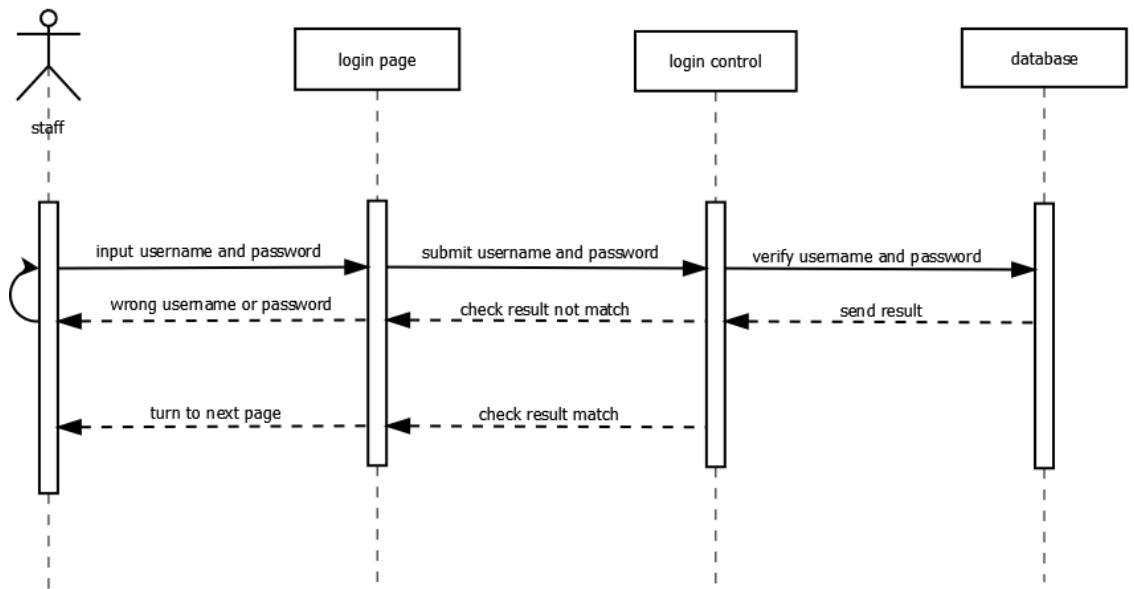 login page
login control
database
staff
input username and password
submit username and password
verify username and password
wrong username or password
check result not match
send result
turn to next page
check result match